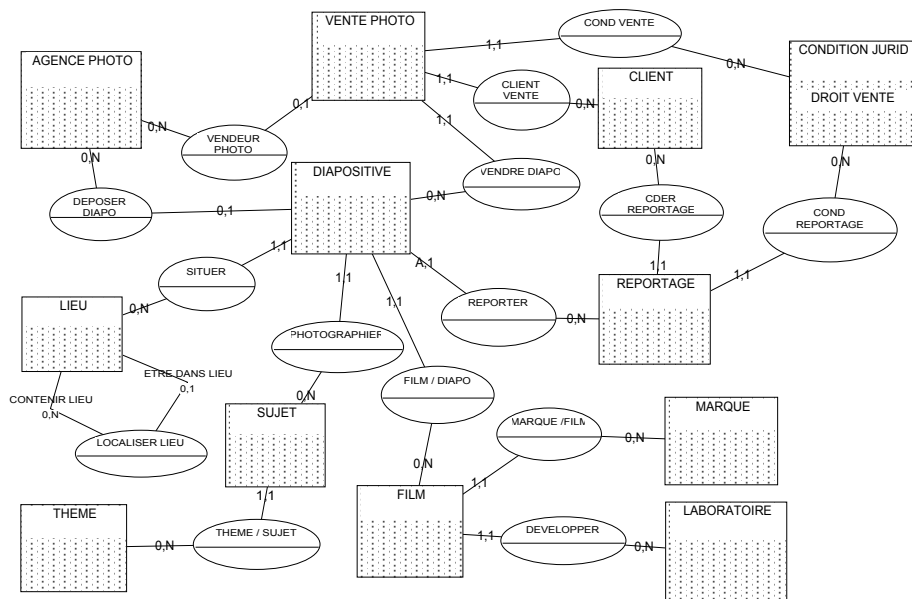 VENTE PHOTO
COND VENTE
1,1
0,N
AGENCE PHOTO
CONDITION JURID
DROIT VENTE
1,1
CLIENT
VENTE
0,N
CLIENT
0,1
0,N
VENDEUR
PHOTO
1,1
0,N
0,N
0,N
DIAPOSITIVE
0,N
VENDRE DIAPO
DEPOSER
DIAPO
0,1
CDER
REPORTAGE
COND
REPORTAGE
1,1
SITUER
1,1
A,1
1,1
1,1
REPORTAGE
0,N
LIEU
1,1
REPORTER
0,N
PHOTOGRAPHIER
ETRE DANS LIEU
0,1
FILM / DIAPO
CONTENIR LIEU
0,N
0,N
SUJET
MARQUE
LOCALISER LIEU
MARQUE /FILM
0,N
0,N
1,1
1,1
FILM
THEME
LABORATOIRE
THEME / SUJET
0,N
1,1
DEVELOPPER
0,N